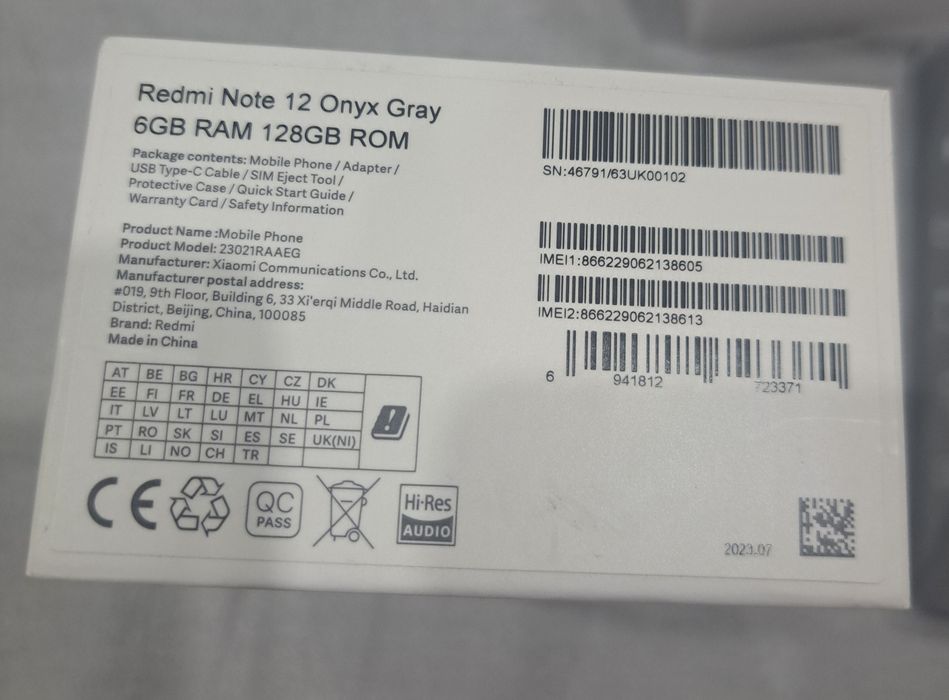 Redmi Note 12 Onyx Gray
6GB RAM 128GB ROM
Package contents: Mobile Phone / Adapter /
USB Type-C Cable / SIM Eject Tool /
Protective Case / Quick Start Guide /
Warranty Card / Safety Information
Product Name :Mobile Phone
Product Model: 23021RAAEG
Manufacturer: Xiaomi Communications Co., Ltd.
Manufacturer postal address:
#019, 9th Floor, Building 6, 33 Xi'erqi Middle Road, Haidian
District, Beijing, China, 100085
Brand: Redmi
Made in China
AT BE BG HR CY CZ DK
EE FI FR DE EL HU IE
IT LV LT LU MT NL PL
PT RO SK SI ES SE UK(NI)
IS LI NO CH TR
CE
QC
PASS
Hi-Res
AUDIO
SN:46791/63UK00102
IMEI1:866229062138605
IMEI2:866229062138613
6 941812 723371
2023.07